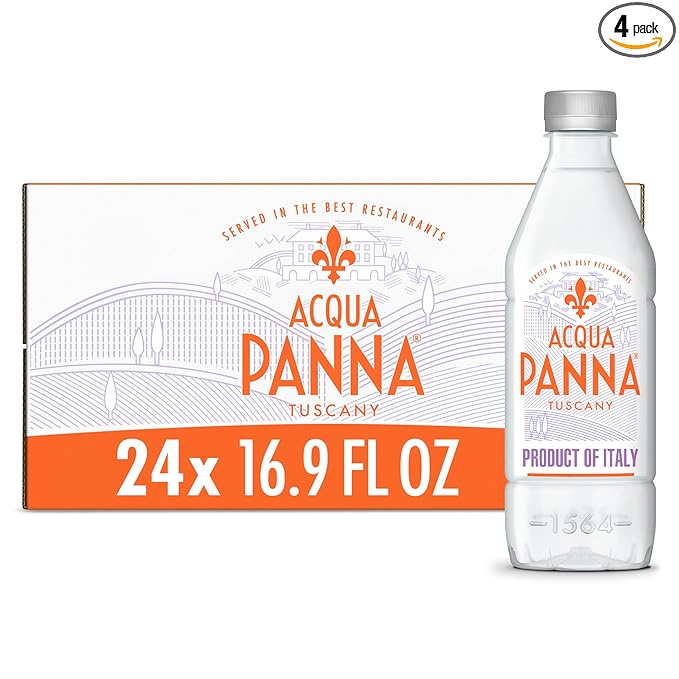 4 pack
SERVED IN THE BEST RESTAURANTS
ACQUA
PANNA®
TUSCANY
24x 16.9 FL OZ
SERVED IN THE BEST RESTAURANTS
ACQUA
PANNA®
TUSCANY
PRODUCT OF ITALY
1564